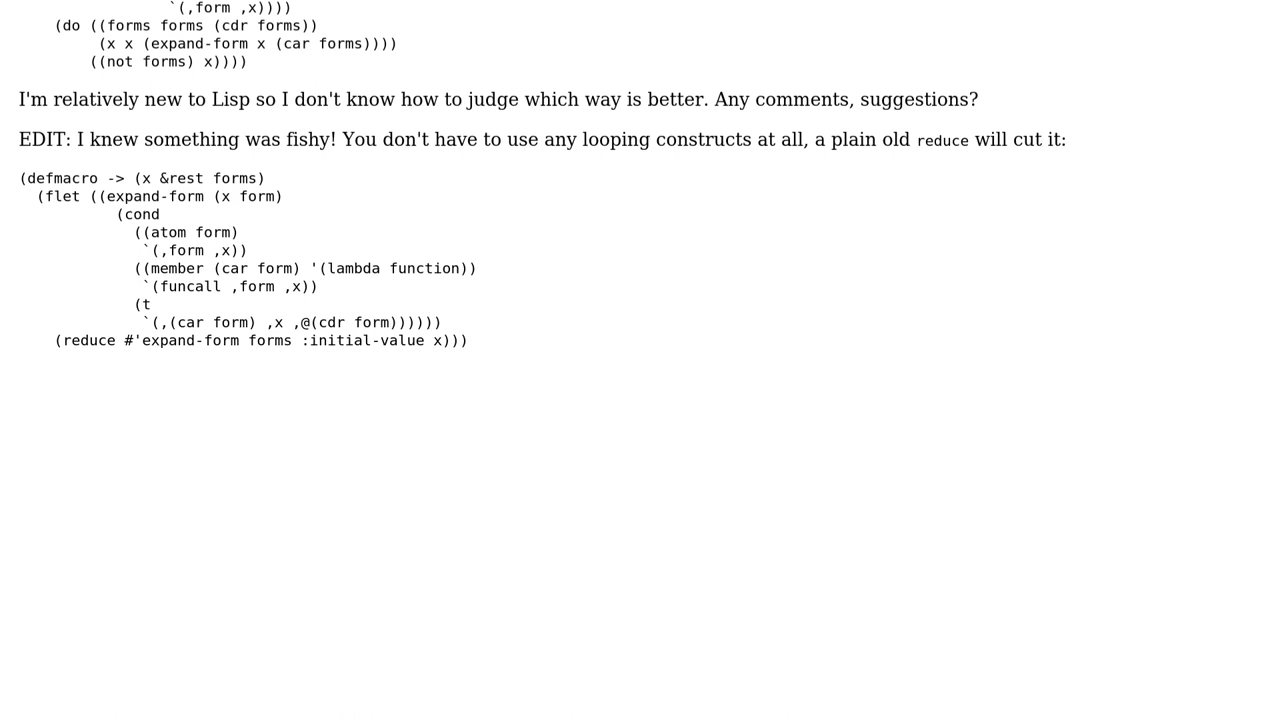 `(,form ,x))))
(do ((forms forms (cdr forms))
(x x (expand-form x (car forms))))
((not forms) x))))
I'm relatively new to Lisp so I don't know how to judge which way is better. Any comments, suggestions?
EDIT: I knew something was fishy! You don't have to use any looping constructs at all, a plain old reduce will cut it:
(defmacro -> (x &rest forms)
(flet ((expand-form (x form)
(cond
((atom form)
`(,form ,x))
((member (car form) '(lambda function))
`(funcall ,form ,x))
(t
`(,(car form) ,x ,@(cdr form))))))
(reduce #'expand-form forms :initial-value x)))